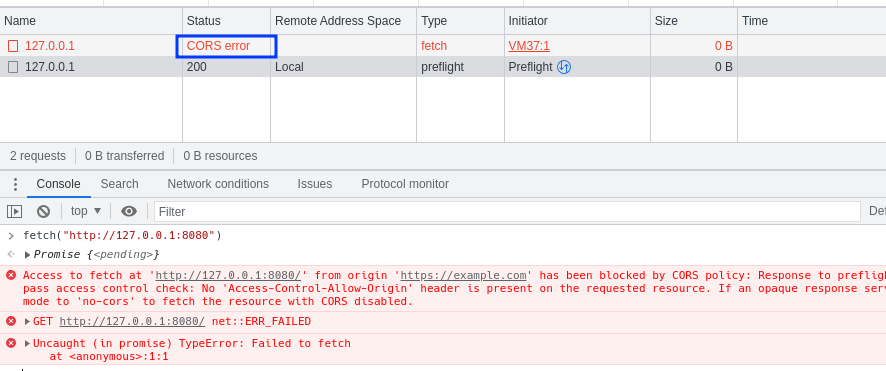 Name Status Remote Address Space Type Initiator Size Time
127.0.0.1 CORS error fetch VM37:1 0 B
127.0.0.1 200 Local preflight Preflight 0 B
2 requests 0 B transferred 0 B resources
Console Search Network conditions Issues Protocol monitor
top Filter Def
fetch("http://127.0.0.1:8080")
Promise {<pending>}
Access to fetch at 'http://127.0.0.1:8080/' from origin 'https://example.com' has been blocked by CORS policy: Response to preflig
pass access control check: No 'Access-Control-Allow-Origin' header is present on the requested resource. If an opaque response serv
mode to 'no-cors' to fetch the resource with CORS disabled.
GET http://127.0.0.1:8080/ net::ERR_FAILED
Uncaught (in promise) TypeError: Failed to fetch
at <anonymous>:1:1